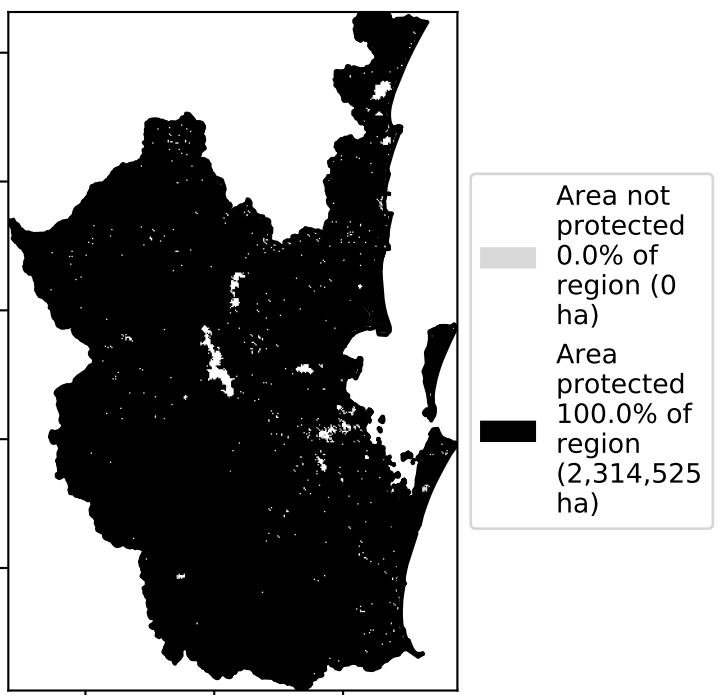 Area not
protected
0.0% of
region (0
ha)
Area
protected
100.0% of
region
(2,314,525
ha)